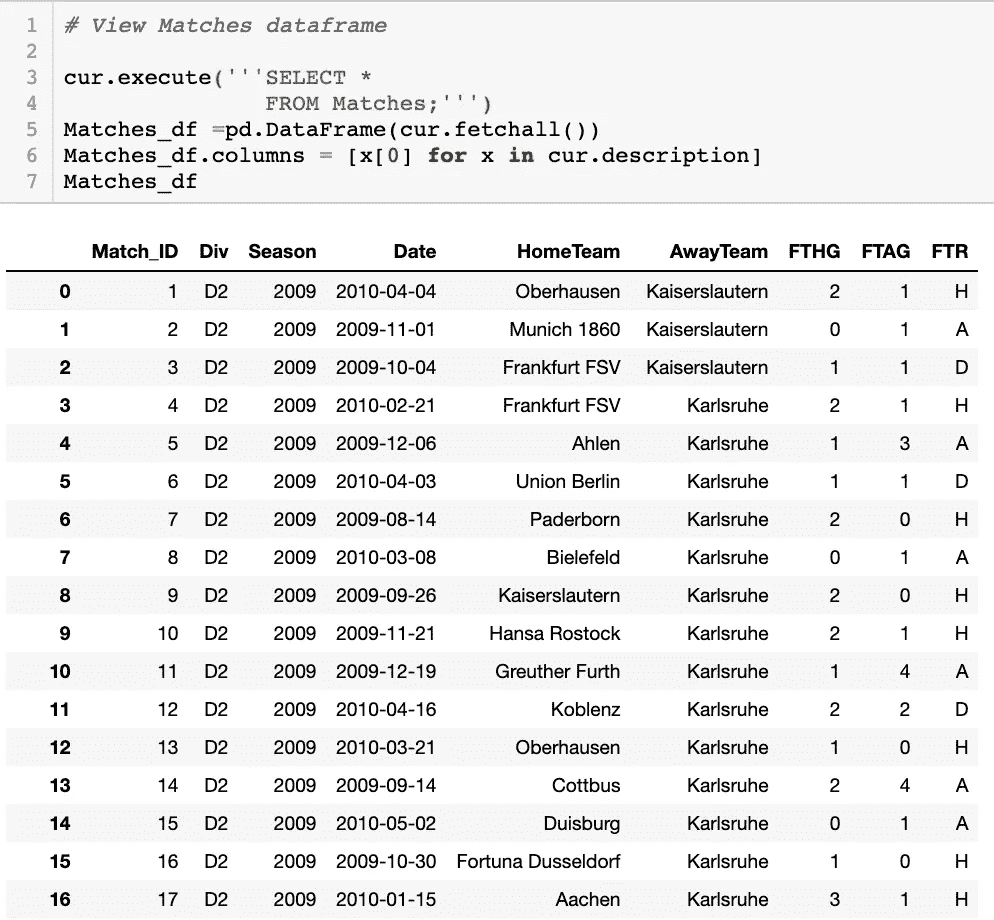 1 # View Matches dataframe
2
3 cur.execute('''SELECT *
4 FROM Matches;''')
5 Matches_df =pd.DataFrame(cur.fetchall())
6 Matches_df.columns = [x[0] for x in cur.description]
7 Matches_df
Match_ID Div Season Date HomeTeam AwayTeam FTHG FTAG FTR
0 1 D2 2009 2010-04-04 Oberhausen Kaiserslautern 2 1 H
1 2 D2 2009 2009-11-01 Munich 1860 Kaiserslautern 0 1 A
2 3 D2 2009 2009-10-04 Frankfurt FSV Kaiserslautern 1 1 D
3 4 D2 2009 2010-02-21 Frankfurt FSV Karlsruhe 2 1 H
4 5 D2 2009 2009-12-06 Ahlen Karlsruhe 1 3 A
5 6 D2 2009 2010-04-03 Union Berlin Karlsruhe 1 1 D
6 7 D2 2009 2009-08-14 Paderborn Karlsruhe 2 0 H
7 8 D2 2009 2010-03-08 Bielefeld Karlsruhe 0 1 A
8 9 D2 2009 2009-09-26 Kaiserslautern Karlsruhe 2 0 H
9 10 D2 2009 2009-11-21 Hansa Rostock Karlsruhe 2 1 H
10 11 D2 2009 2009-12-19 Greuther Furth Karlsruhe 1 4 A
11 12 D2 2009 2010-04-16 Koblenz Karlsruhe 2 2 D
12 13 D2 2009 2010-03-21 Oberhausen Karlsruhe 1 0 H
13 14 D2 2009 2009-09-14 Cottbus Karlsruhe 2 4 A
14 15 D2 2009 2010-05-02 Duisburg Karlsruhe 0 1 A
15 16 D2 2009 2009-10-30 Fortuna Dusseldorf Karlsruhe 1 0 H
16 17 D2 2009 2010-01-15 Aachen Karlsruhe 3 1 H